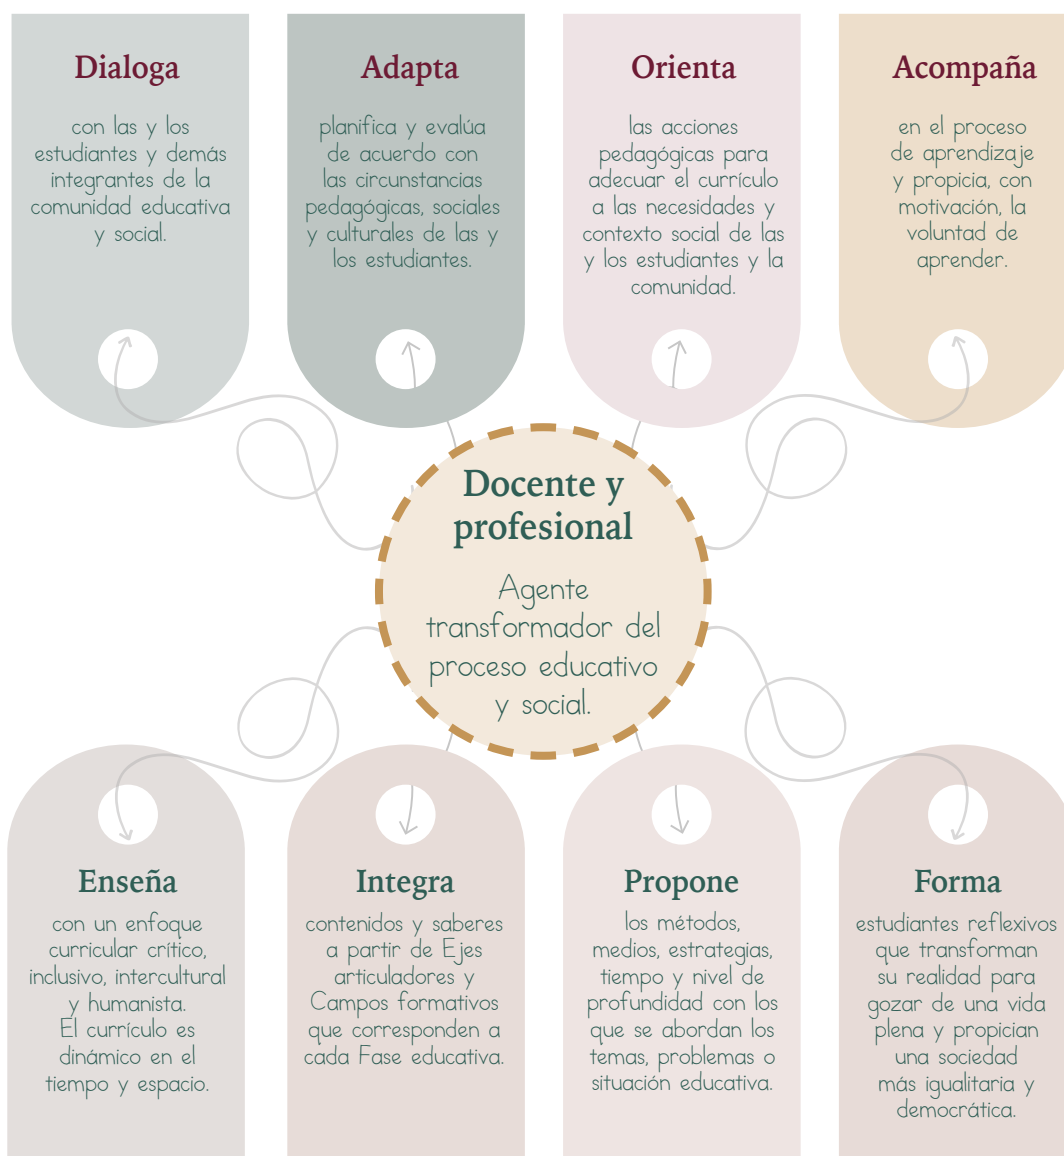 Dialoga
con las y los
estudiantes y demás
integrantes de la
comunidad educativa
y social.
Adapta
planifica y evalúa
de acuerdo con
las circunstancias
pedagógicas, sociales
y culturales de las y
los estudiantes.
Orienta
las acciones
pedagógicas para
adecuar el currículo
a las necesidades y
contexto social de las
y los estudiantes y la
comunidad.
Acompaña
en el proceso
de aprendizaje
y propicia, con
motivación, la
voluntad de
aprender.
Docente y
profesional
Agente
transformador del
proceso educativo
y social.
Enseña
con un enfoque
curricular crítico,
inclusivo, intercultural
y humanista.
El currículo es
dinámico en el
tiempo y espacio.
Integra
contenidos y saberes
a partir de Ejes
articuladores y
Campos formativos
que corresponden a
cada Fase educativa.
Propone
los métodos,
medios, estrategias,
tiempo y nivel de
profundidad con los
que se abordan los
temas, problemas o
situación educativa.
Forma
estudiantes reflexivos
que transforman
su realidad para
gozar de una vida
plena y propician
una sociedad
más igualitaria y
democrática.